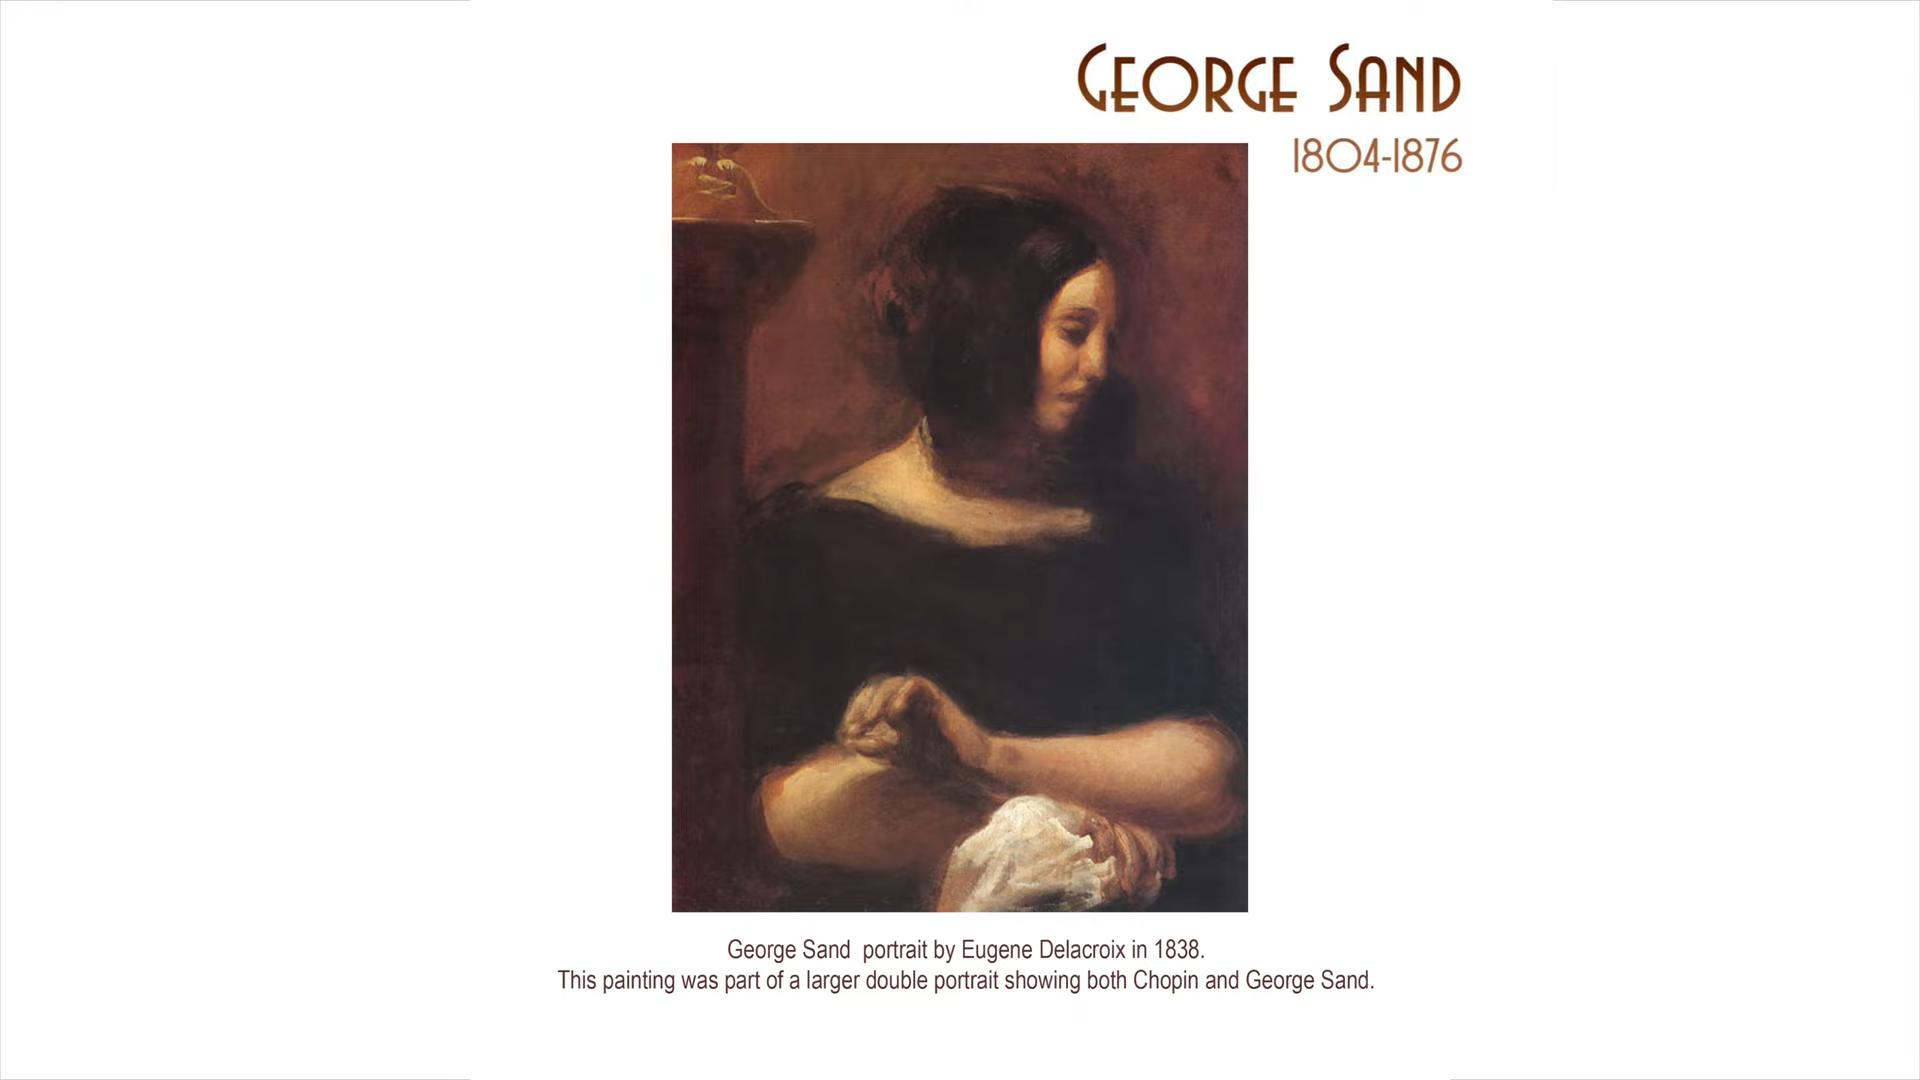 George Sand
1804-1876
George Sand  portrait by Eugene Delacroix in 1838.
This painting was part of a larger double portrait showing both Chopin and George Sand.